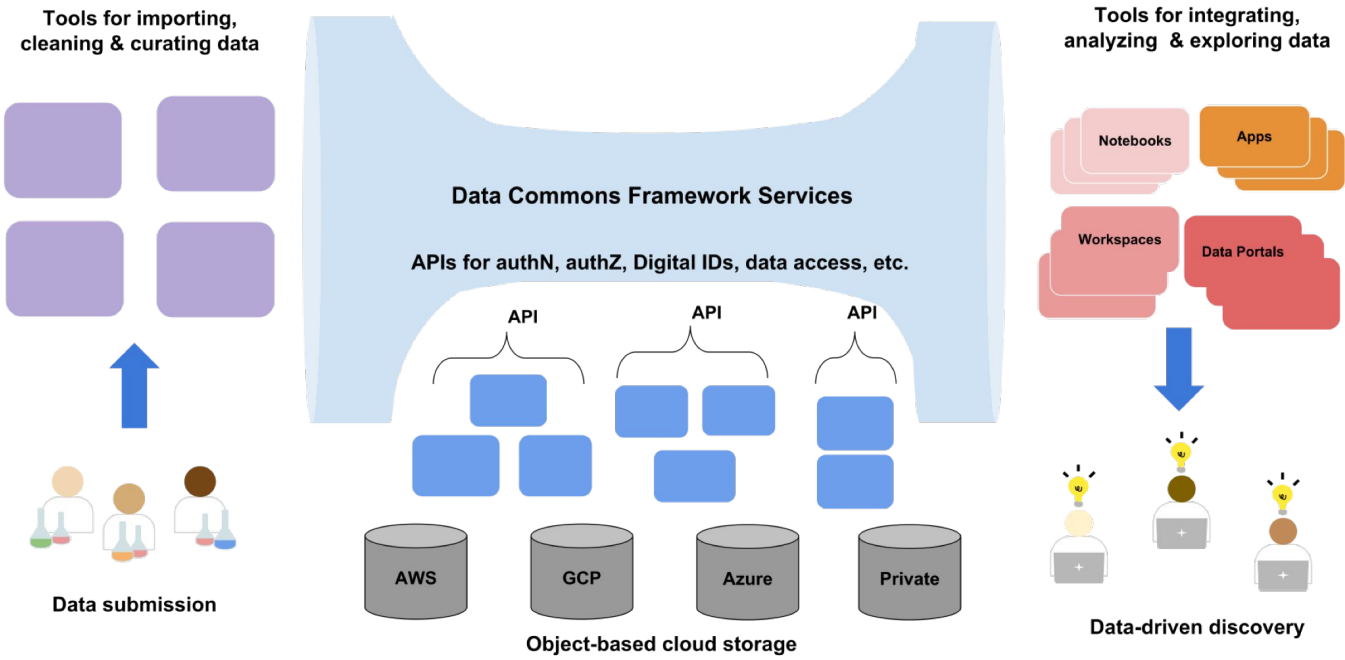 Tools for importing,
cleaning & curating data
Data submission
Data Commons Framework Services
APIs for authN, authZ, Digital IDs, data access, etc.
API
API
API
AWS
GCP
Azure
Private
Object-based cloud storage
Tools for integrating,
analyzing & exploring data
Notebooks
Apps
Workspaces
Data Portals
Data-driven discovery